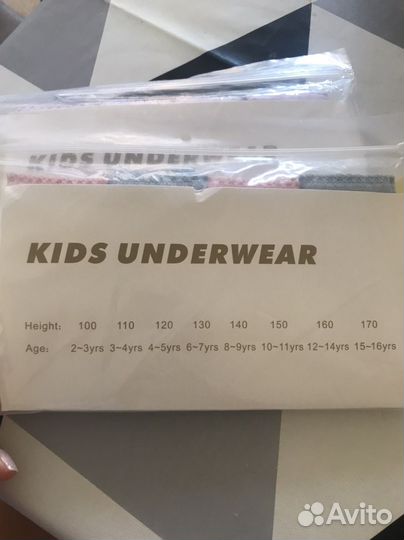 KIDS UNDERWEAR
KIDS UNDERWEAR
Height: 100 110 120 130 140 150 160 170
Age: 2~3yrs 3~4yrs 4~5yrs 6~7yrs 8~9yrs 10~11yrs 12~14yrs 15~16yrs
Avito